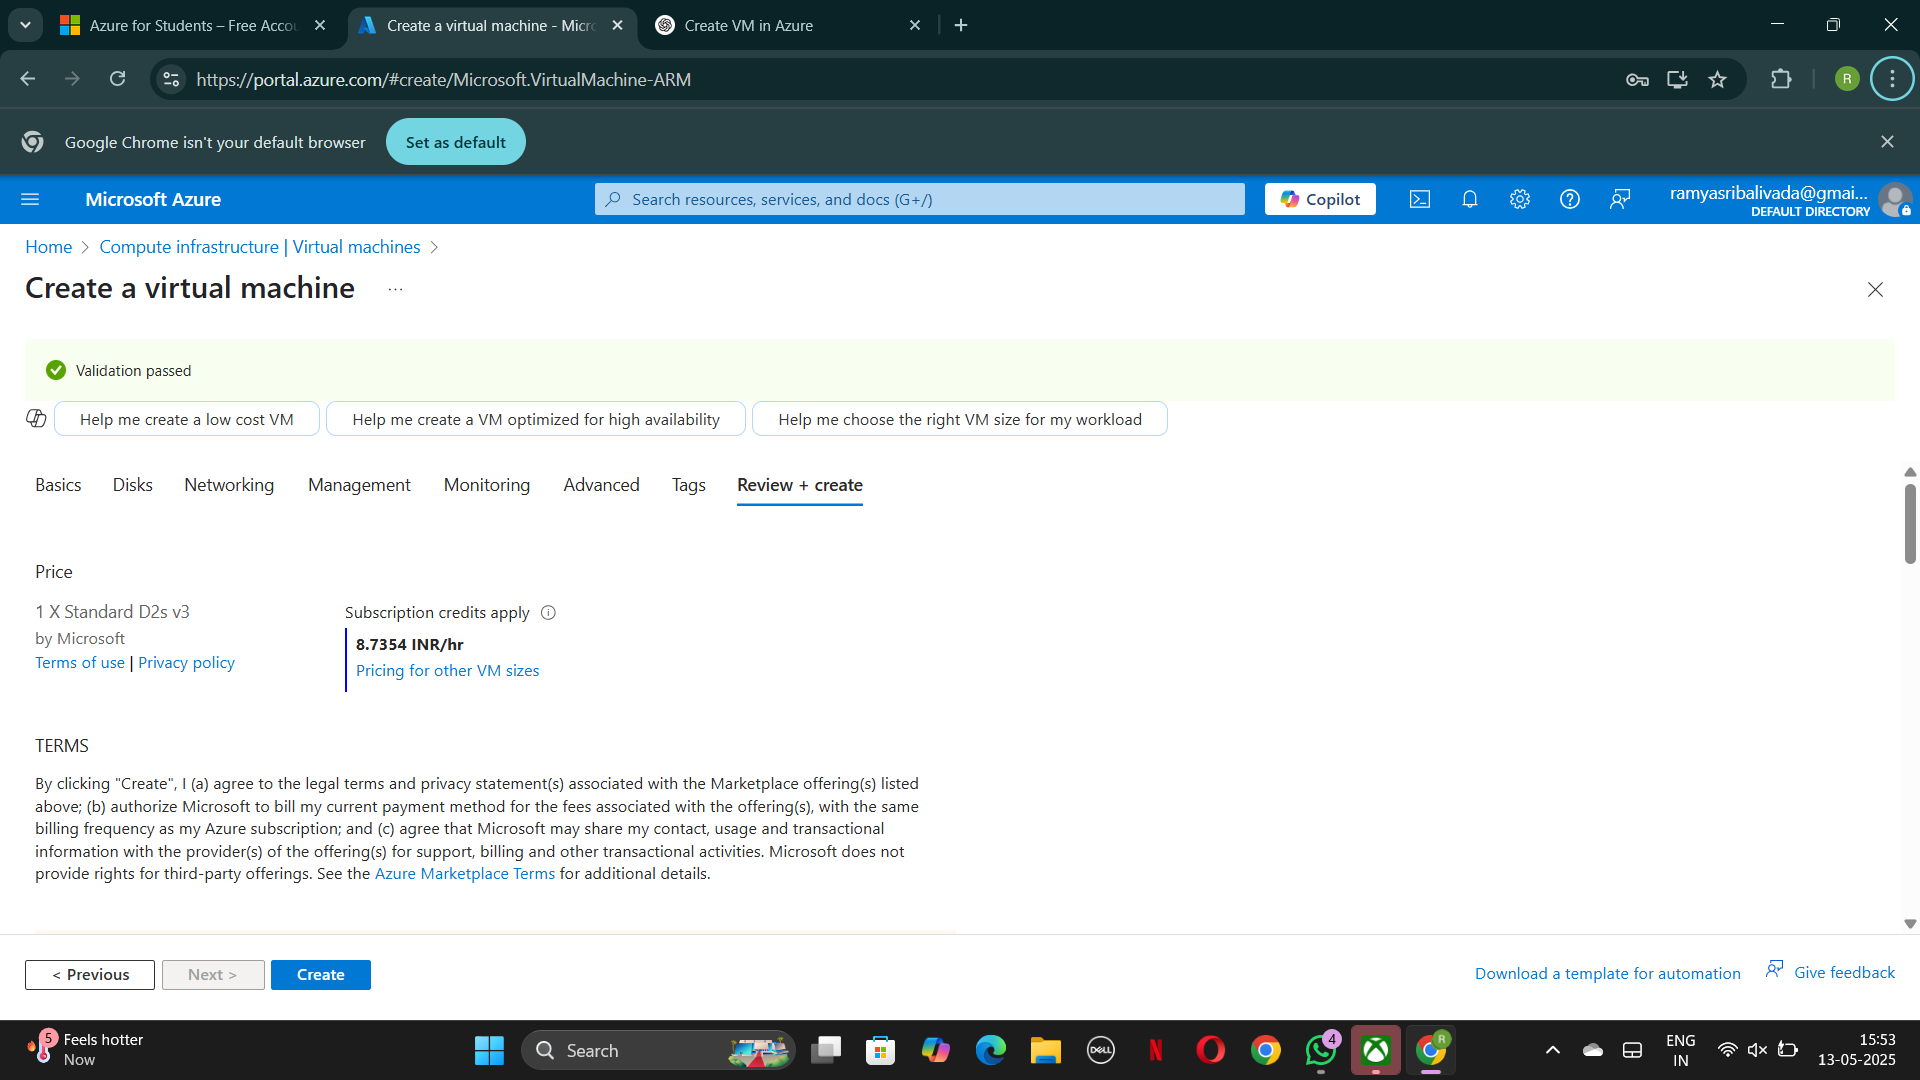 Azure for Students – Free Accou
Create a virtual machine - Micro
Create VM in Azure
https://portal.azure.com/#create/Microsoft.VirtualMachine-ARM
R
Google Chrome isn't your default browser
Set as default
Microsoft Azure
Search resources, services, and docs (G+/)
Copilot
ramyasribalivada@gmai...
DEFAULT DIRECTORY
Home > Compute infrastructure | Virtual machines >
Create a virtual machine ...
Validation passed
Help me create a low cost VM
Help me create a VM optimized for high availability
Help me choose the right VM size for my workload
Basics Disks Networking Management Monitoring Advanced Tags Review + create
Price
1 X Standard D2s v3
by Microsoft
Terms of use | Privacy policy
Subscription credits apply
8.7354 INR/hr
Pricing for other VM sizes
TERMS
By clicking "Create", I (a) agree to the legal terms and privacy statement(s) associated with the Marketplace offering(s) listed
above; (b) authorize Microsoft to bill my current payment method for the fees associated with the offering(s), with the same
billing frequency as my Azure subscription; and (c) agree that Microsoft may share my contact, usage and transactional
information with the provider(s) of the offering(s) for support, billing and other transactional activities. Microsoft does not
provide rights for third-party offerings. See the Azure Marketplace Terms for additional details.
< Previous
Next >
Create
Download a template for automation
Give feedback
5
Feels hotter
Now
Search
DELL
N
4
R
ENG
IN
15:53
13-05-2025